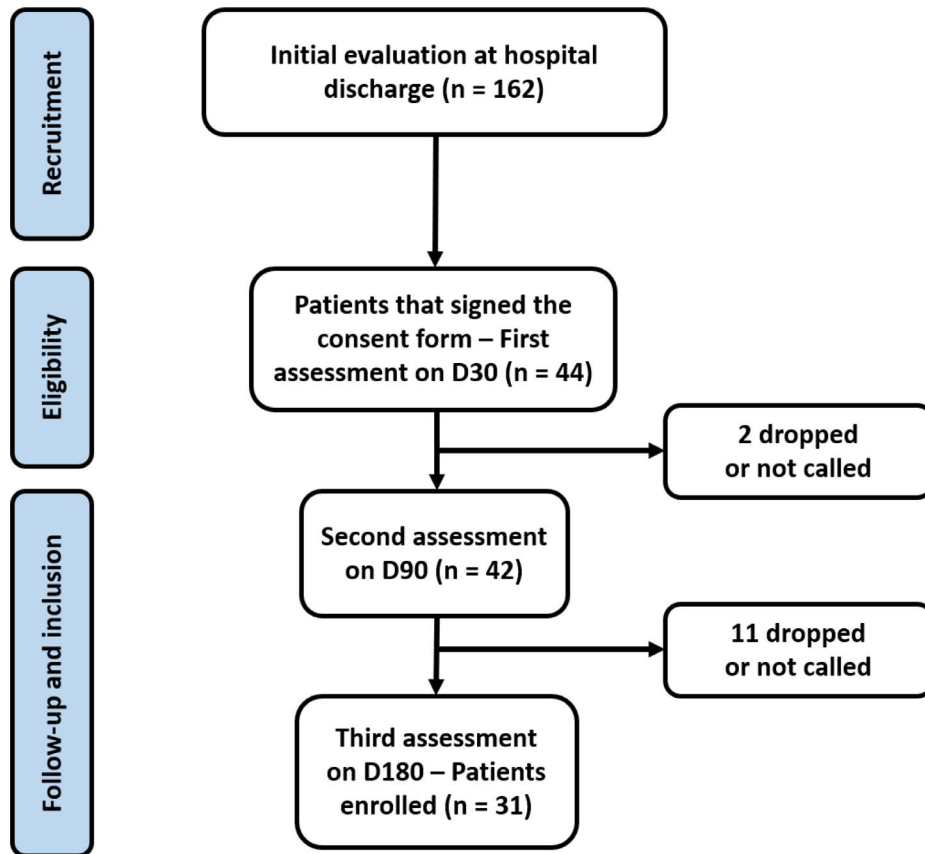 Recruitment
Initial evaluation at hospital
discharge (n = 162)
Eligibility
Patients that signed the
consent form – First
assessment on D30 (n = 44)
2 dropped
or not called
Follow-up and inclusion
Second assessment
on D90 (n = 42)
11 dropped
or not called
Third assessment
on D180 – Patients
enrolled (n = 31)